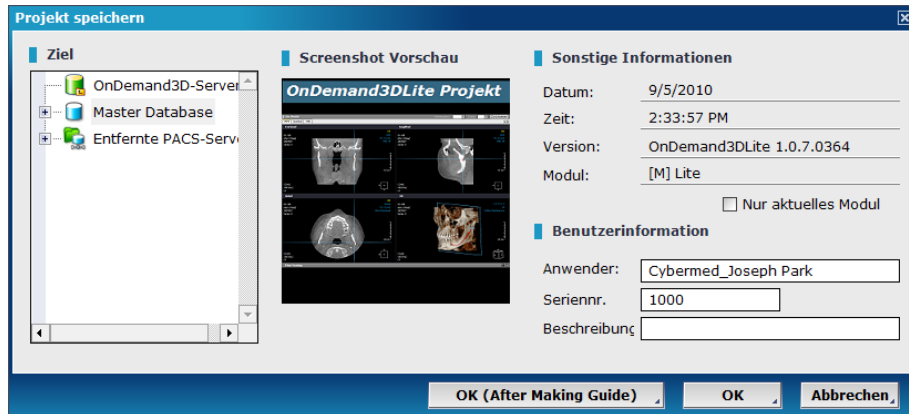 Projekt speichern
Ziel
OnDemand3D-Server
Master Database
Entfernte PACS-Serv
Screenshot Vorschau
OnDemand3DLite Projekt
Sonstige Informationen
Datum: 9/5/2010
Zeit: 2:33:57 PM
Version: OnDemand3DLite 1.0.7.0364
Modul: [M] Lite
Nur aktuelles Modul
Benutzerinformation
Anwender: Cybermed_Joseph Park
Seriennr. 1000
Beschreibung
OK (After Making Guide)
OK
Abbrechen